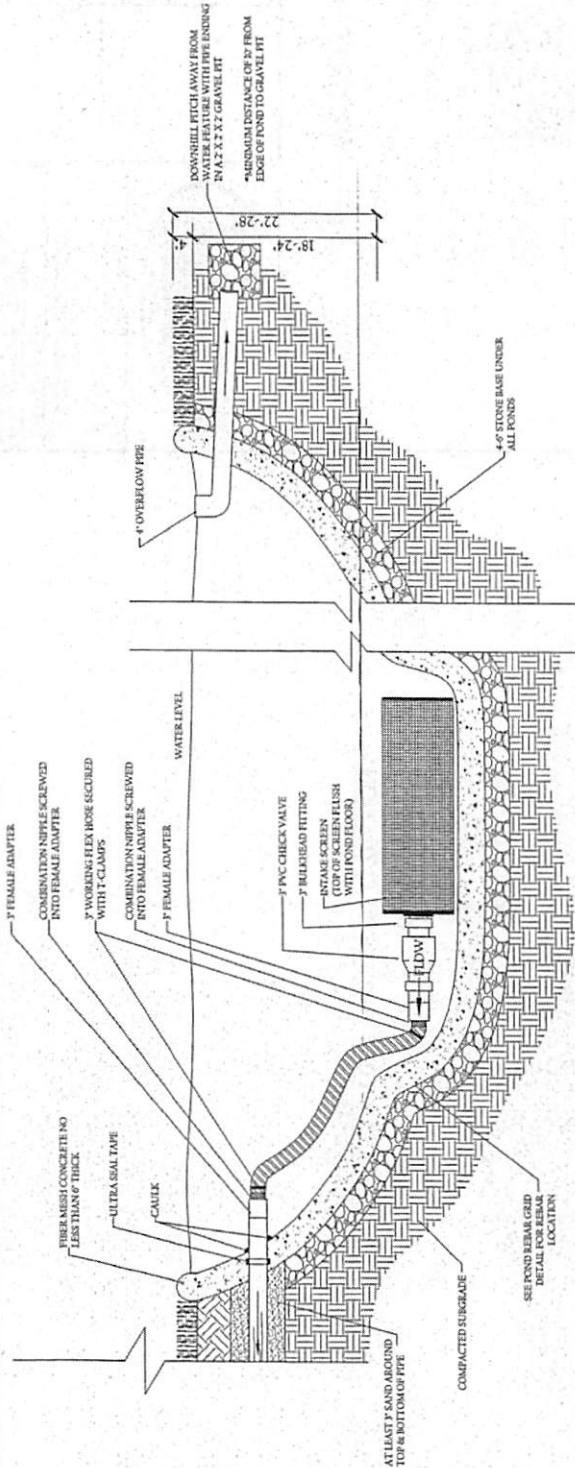 3" FEMALE ADAPTER
COMBINATION NIPPLE SCREWED
INTO FEMALE ADAPTER
3" WORKING FLEX HOSE SECURED
WITH T-CLAMPS
COMBINATION NIPPLE SCREWED
INTO FEMALE ADAPTER
3" FEMALE ADAPTER
FIBER MESH CONCRETE NO
LESS THAN 6" THICK
ULTRA SEAL TAPE
CAULK
WATER LEVEL
3" PVC CHECK VALVE
3" BULKHEAD FITTING
INTAKE SCREEN
(TOP OF SCREEN FLUSH
WITH POND FLOOR)
FLOW
4" OVERFLOW PIPE
DOWNHILL PITCH AWAY FROM
WATER FEATURE WITH PIPE ENDING
IN A 2' X 2' X 2' GRAVEL PIT
FROM
EDGE OF POND TO GRAVEL PIT
*MINIMUM DISTANCE OF
4"
18"-24"
22"-28"
AT LEAST 3" SAND AROUND
TOP & BOTTOM OF PIPE
COMPACTED SUBGRADE
SEE POND REBAR GRID
DETAIL FOR REBAR
LOCATION
4-6" STONE BASE UNDER
ALL PONDS